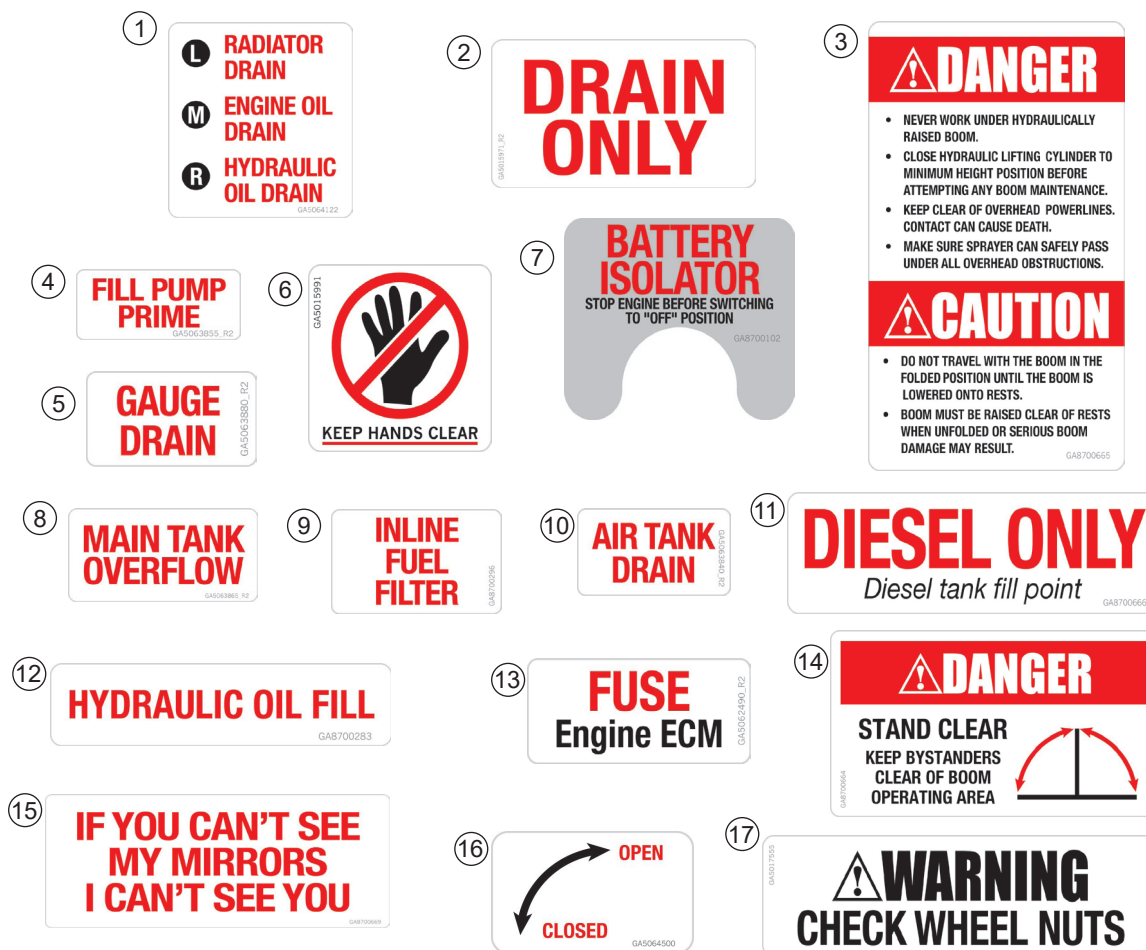 1
L RADIATOR
DRAIN
M ENGINE OIL
DRAIN
R HYDRAULIC
OIL DRAIN
GA5064122
2
DRAIN
ONLY
GA5015971_R2
3
DANGER
• NEVER WORK UNDER HYDRAULICALLY
RAISED BOOM.
• CLOSE HYDRAULIC LIFTING CYLINDER TO
MINIMUM HEIGHT POSITION BEFORE
ATTEMPTING ANY BOOM MAINTENANCE.
• KEEP CLEAR OF OVERHEAD POWERLINES.
CONTACT CAN CAUSE DEATH.
• MAKE SURE SPRAYER CAN SAFELY PASS
UNDER ALL OVERHEAD OBSTRUCTIONS.
CAUTION
• DO NOT TRAVEL WITH THE BOOM IN THE
FOLDED POSITION UNTIL THE BOOM IS
LOWERED ONTO RESTS.
• BOOM MUST BE RAISED CLEAR OF RESTS
WHEN UNFOLDED OR SERIOUS BOOM
DAMAGE MAY RESULT.
GA8700665
4
FILL PUMP
PRIME
GA5063855_R2
5
GAUGE
DRAIN
GA5063880_R2
6
GA5015991
KEEP HANDS CLEAR
7
BATTERY
ISOLATOR
STOP ENGINE BEFORE SWITCHING
TO "OFF" POSITION
GA8700102
8
MAIN TANK
OVERFLOW
GA5063865_R2
9
INLINE
FUEL
FILTER
GA8700296
10
AIR TANK
DRAIN
GA5063840_R2
11
DIESEL ONLY
Diesel tank fill point
GA8700666
12
HYDRAULIC OIL FILL
GA8700283
13
FUSE
Engine ECM
GA5062490_R2
14
DANGER
STAND CLEAR
KEEP BYSTANDERS
CLEAR OF BOOM
OPERATING AREA
GA8700664
15
IF YOU CAN'T SEE
MY MIRRORS
I CAN'T SEE YOU
GA8700668
16
OPEN
CLOSED
GA5064500
17
GA5017555
WARNING
CHECK WHEEL NUTS